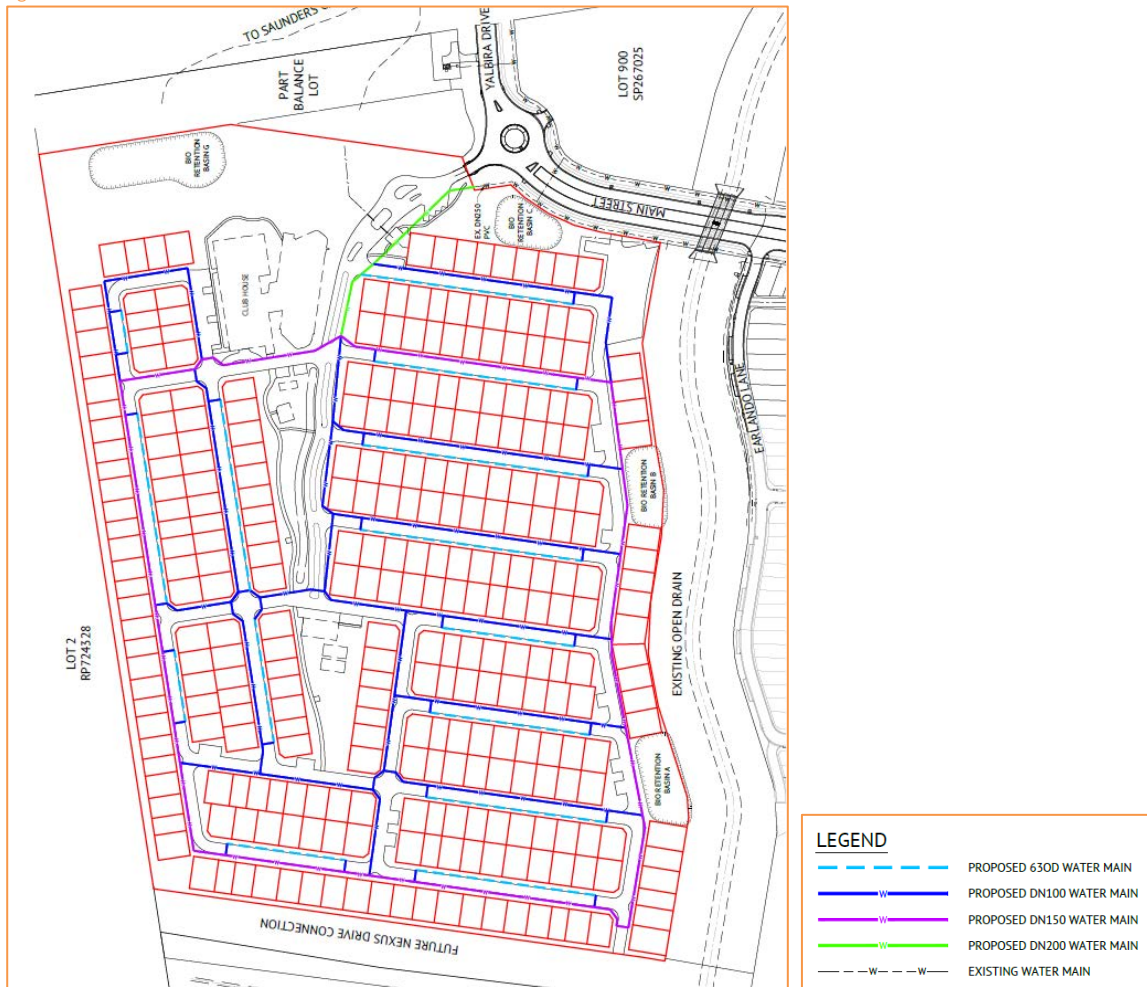 TO SAUNDERS
YALBIRA DRIVE
PART
BALANCE
LOT
LOT 900
SP267025
BIO
RETENTION
BASIN G
EX. DN250
PVC
BIO
RETENTION
BASIN C
MAIN STREET
CLUB HOUSE
EARLANDO LANE
BIO RETENTION
BASIN B
EXISTING OPEN DRAIN
LOT 2
RP724328
BIO RETENTION
BASIN A
FUTURE NEXUS DRIVE CONNECTION
LEGEND
PROPOSED 63OD WATER MAIN
W PROPOSED DN100 WATER MAIN
W PROPOSED DN150 WATER MAIN
W PROPOSED DN200 WATER MAIN
W W EXISTING WATER MAIN